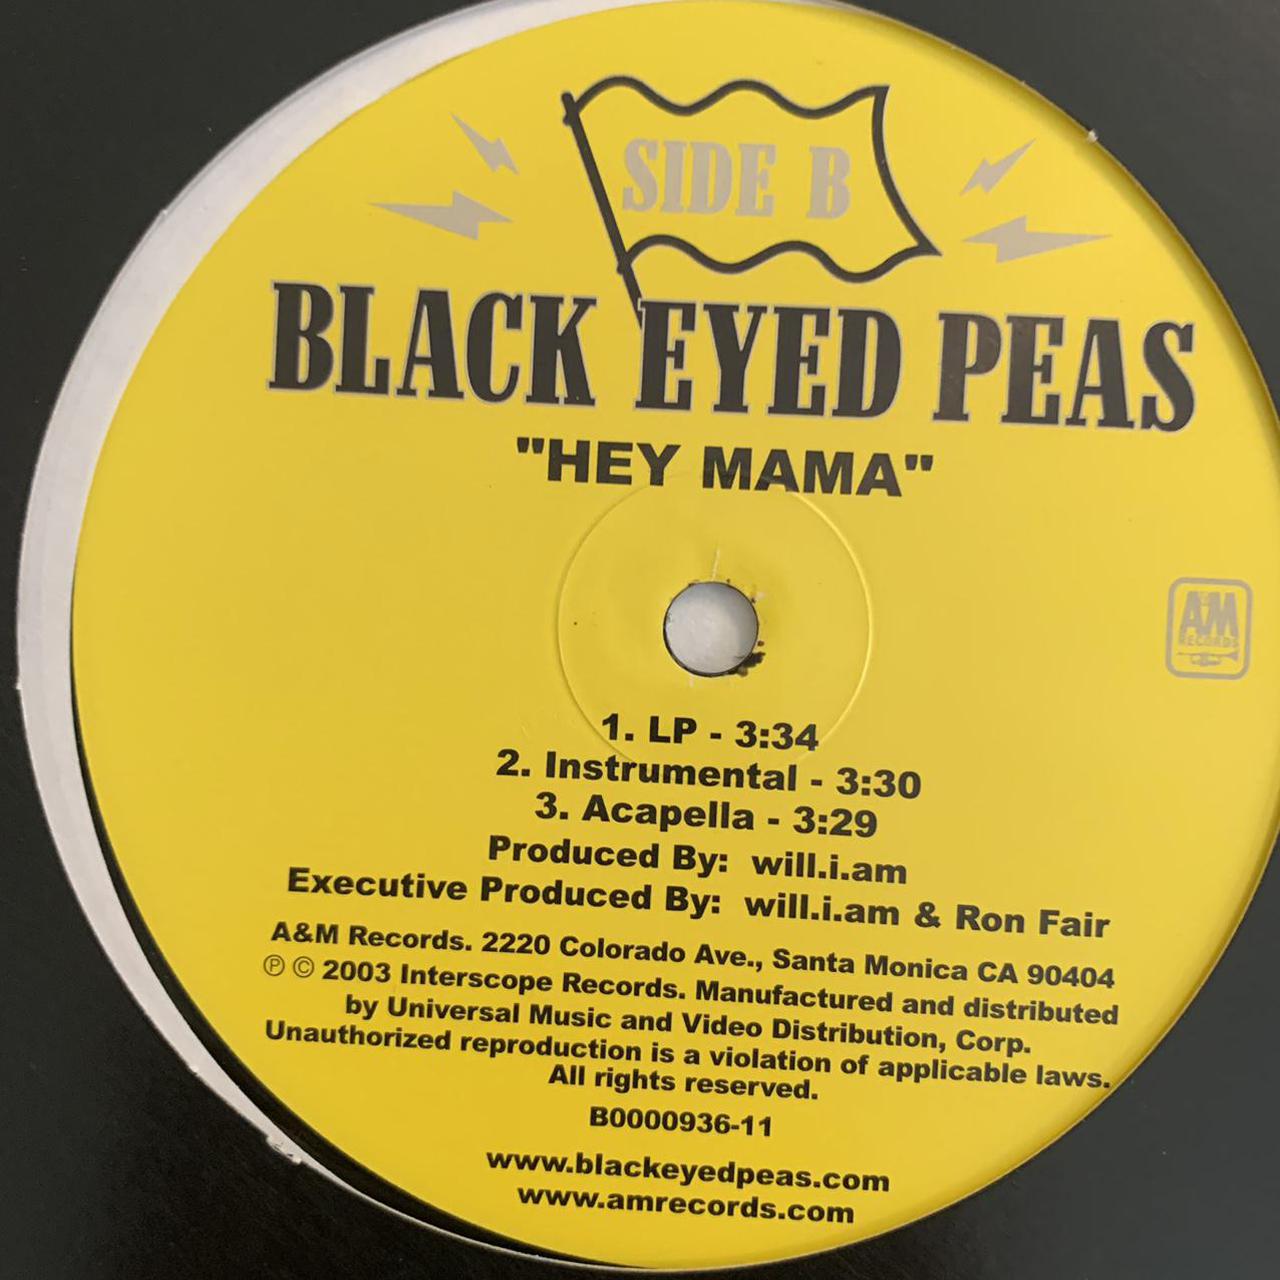 SIDE B
BLACK EYED PEAS
"HEY MAMA"
A&M
RECORDS
1. LP - 3:34
2. Instrumental - 3:30
3. Acapella - 3:29
Produced By: will.i.am
Executive Produced By: will.i.am & Ron Fair
A&M Records. 2220 Colorado Ave., Santa Monica CA 90404
℗ © 2003 Interscope Records. Manufactured and distributed
by Universal Music and Video Distribution, Corp.
Unauthorized reproduction is a violation of applicable laws.
All rights reserved.
B0000936-11
www.blackeyedpeas.com
www.amrecords.com